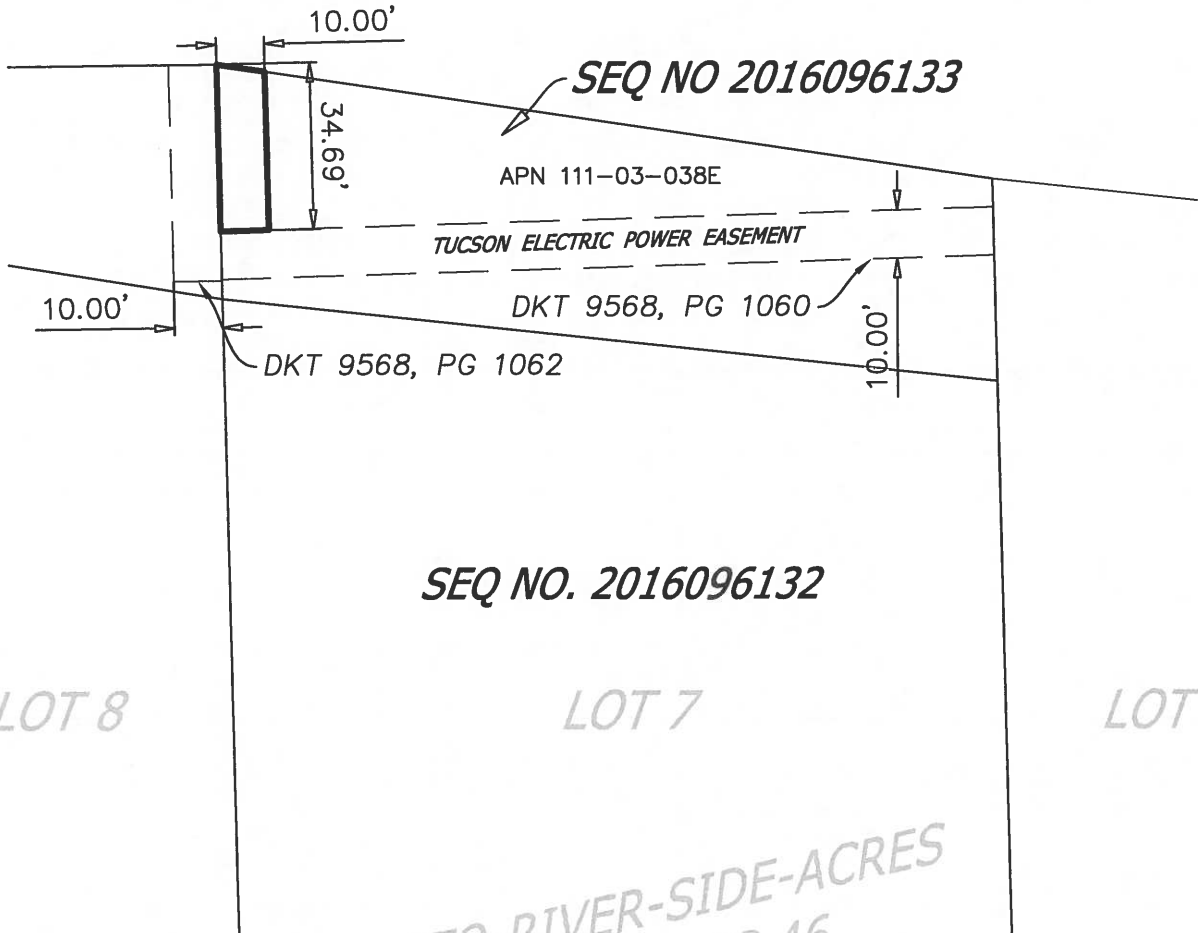 10.00'
SEQ NO 2016096133
34.69'
APN 111-03-038E
TUCSON ELECTRIC POWER EASEMENT
10.00'
DKT 9568, PG 1060
10.00'
DKT 9568, PG 1062
SEQ NO. 2016096132
LOT 8
LOT 7
LOT
RIVER-SIDE-ACRES
46